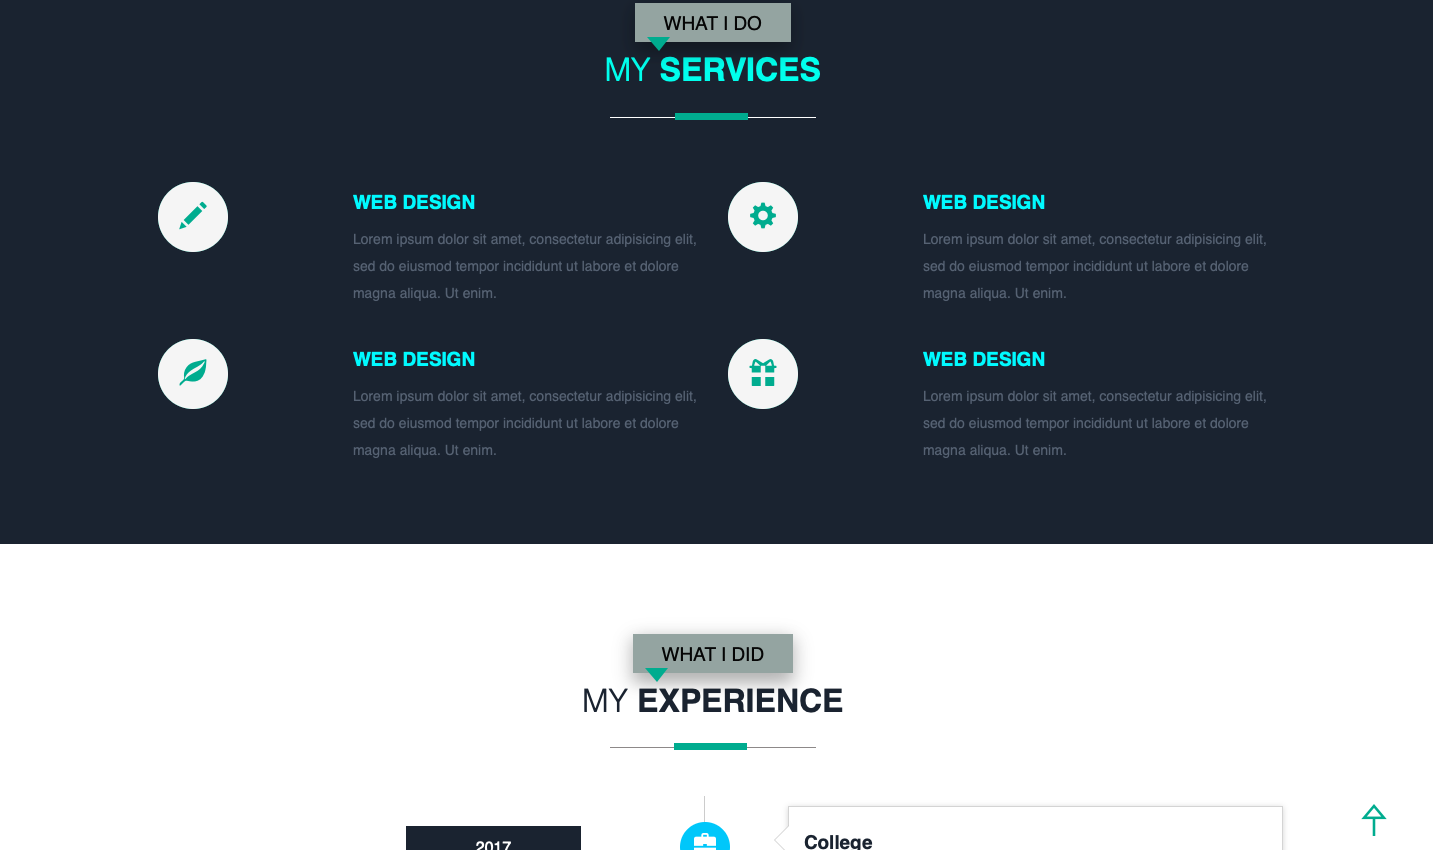 WHAT I DO
MY SERVICES
WEB DESIGN
Lorem ipsum dolor sit amet, consectetur adipisicing elit,
sed do eiusmod tempor incididunt ut labore et dolore
magna aliqua. Ut enim.
WEB DESIGN
Lorem ipsum dolor sit amet, consectetur adipisicing elit,
sed do eiusmod tempor incididunt ut labore et dolore
magna aliqua. Ut enim.
WEB DESIGN
Lorem ipsum dolor sit amet, consectetur adipisicing elit,
sed do eiusmod tempor incididunt ut labore et dolore
magna aliqua. Ut enim.
WEB DESIGN
Lorem ipsum dolor sit amet, consectetur adipisicing elit,
sed do eiusmod tempor incididunt ut labore et dolore
magna aliqua. Ut enim.
WHAT I DID
MY EXPERIENCE
2017
College